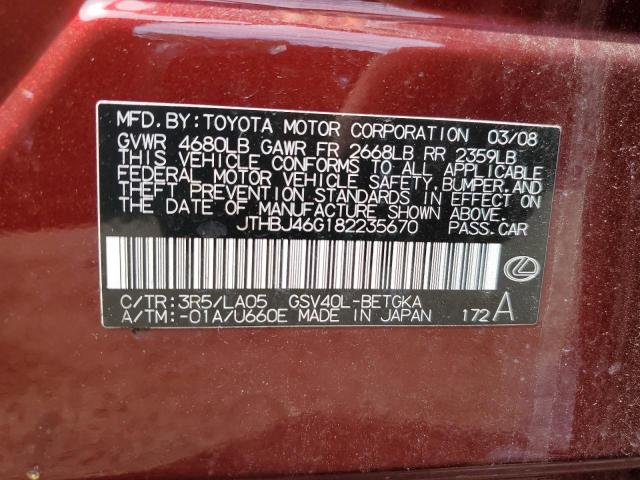 MFD.BY:TOYOTA MOTOR CORPORATION 03/08
GVWR 4680LB GAWR FR 2668LB RR 2359LB
THIS VEHICLE CONFORMS TO ALL APPLICABLE
FEDERAL MOTOR VEHICLE SAFETY,BUMPER,AND
THEFT PREVENTION STANDARDS IN EFFECT ON
THE DATE OF MANUFACTURE SHOWN ABOVE.
JTHBJ46G182235670 PASS.CAR
C/TR:3R5/LA05 GSV40L-BETGKA
A/TM:-01A/U660E MADE IN JAPAN 172 A